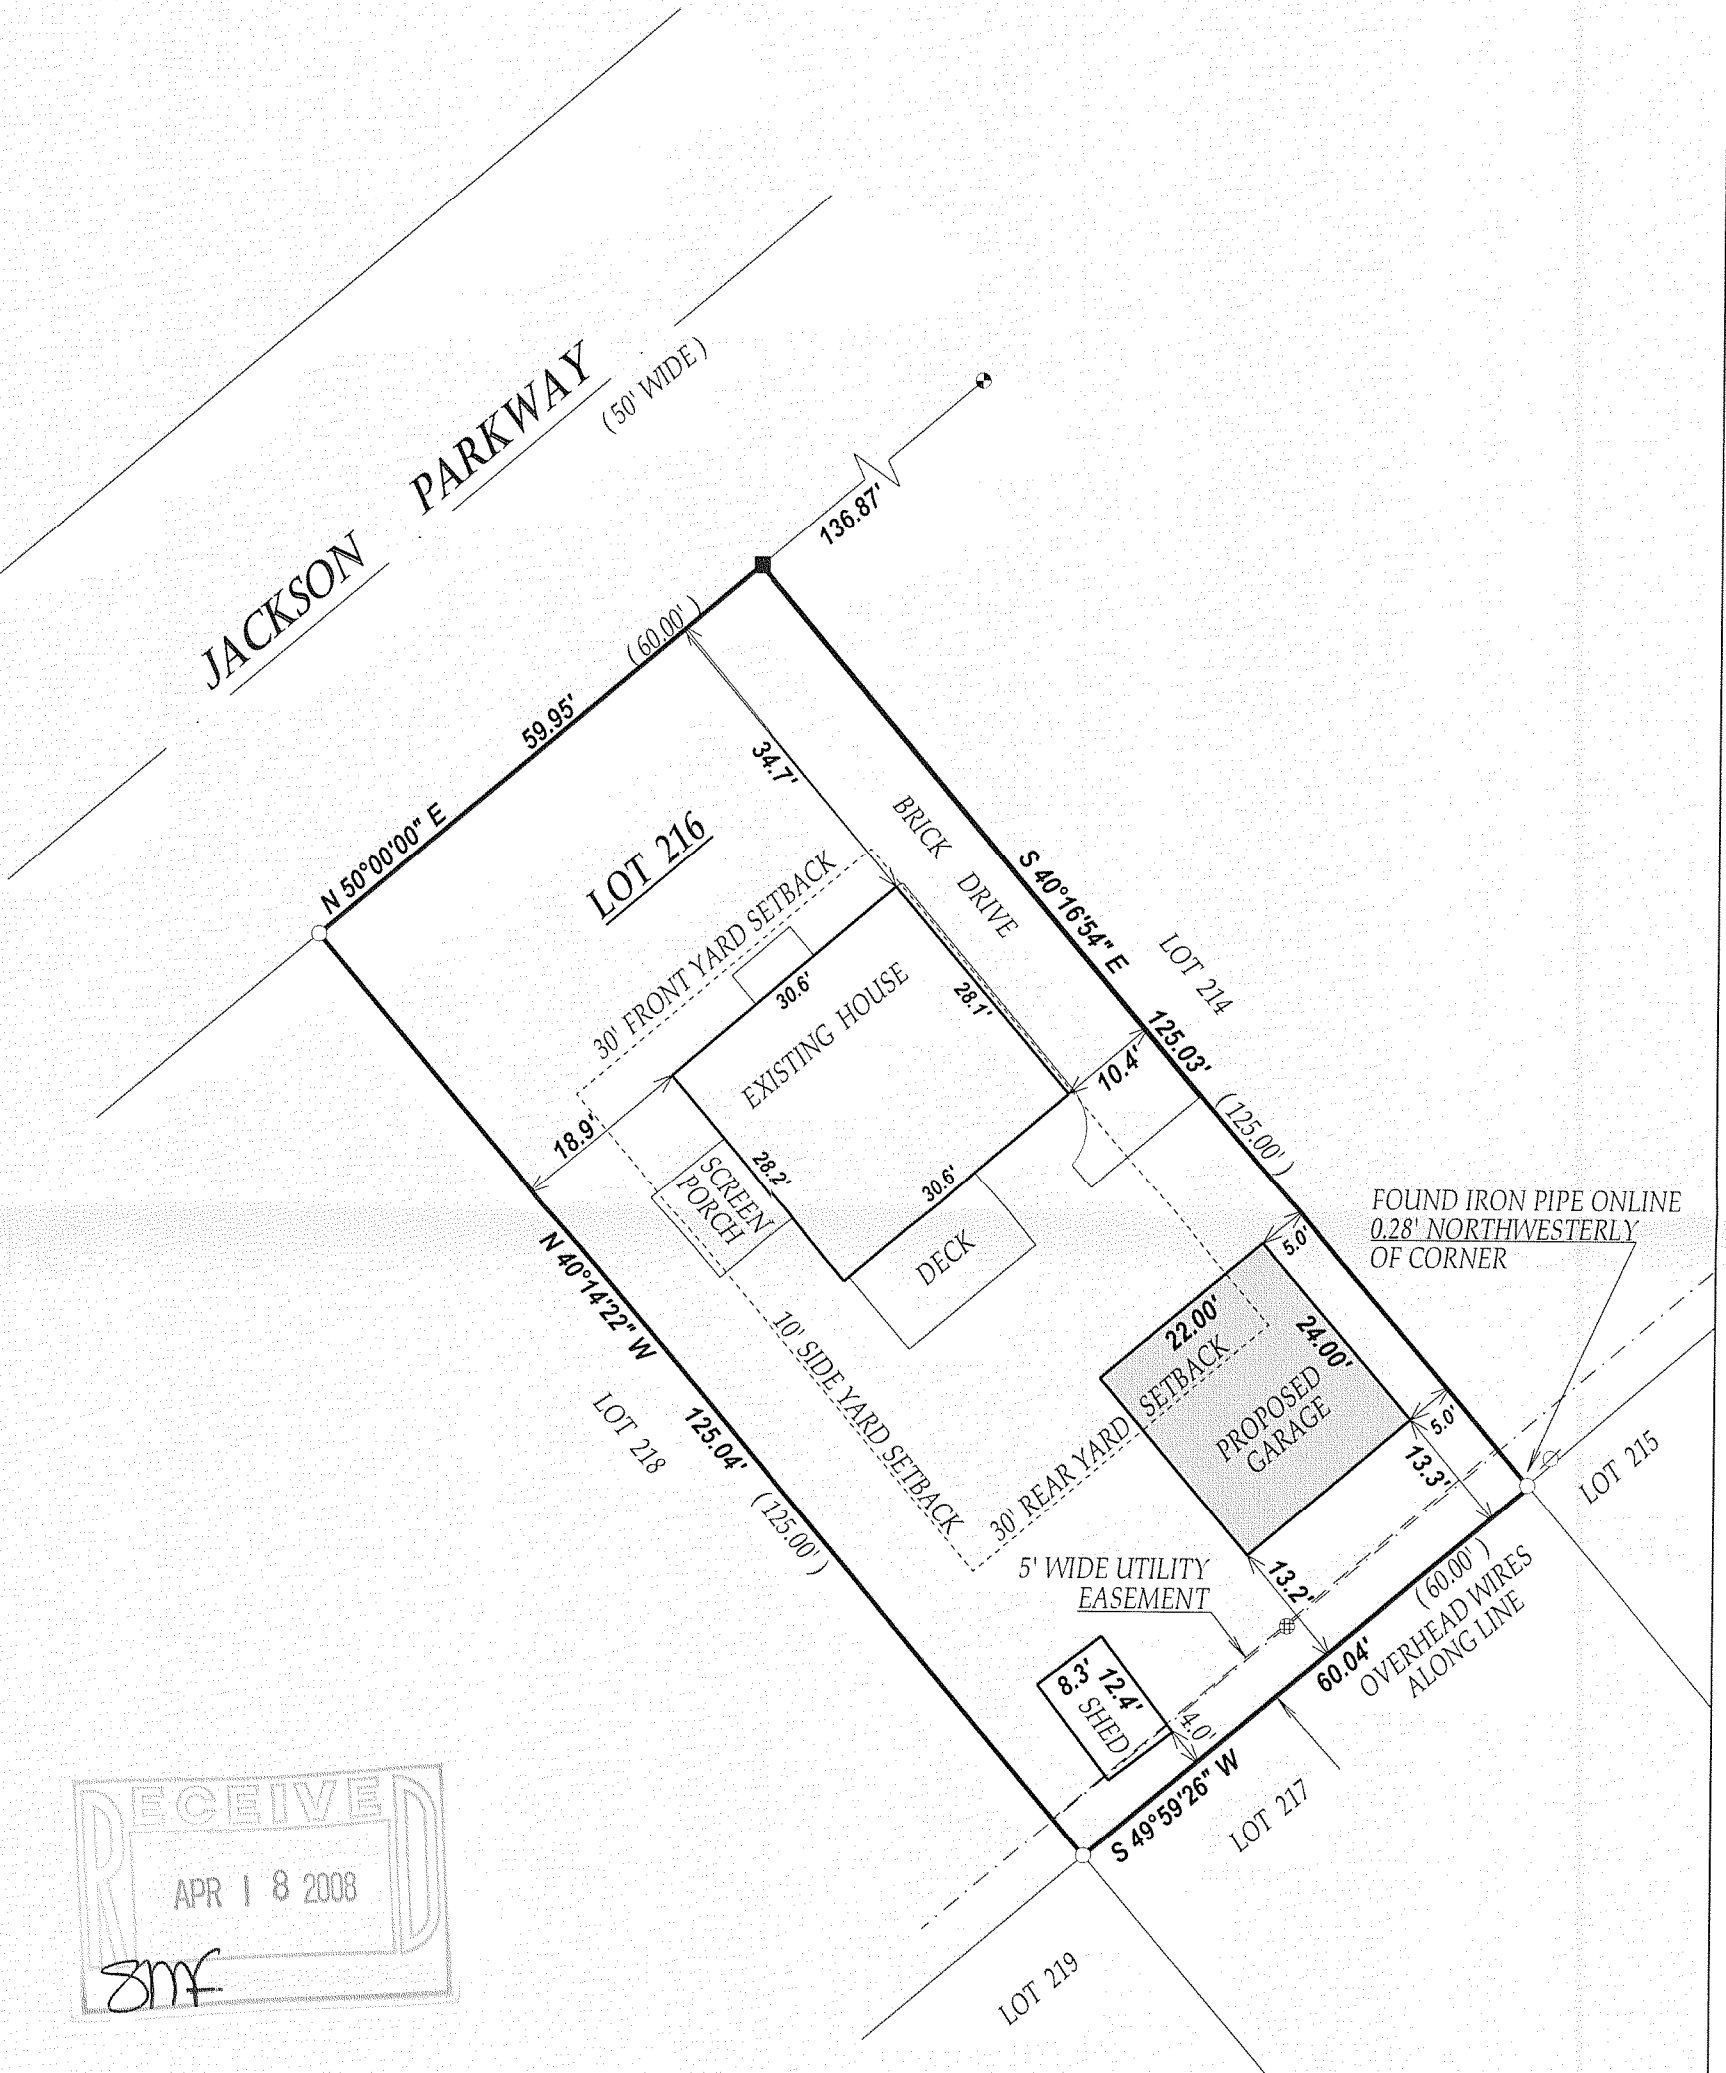 JACKSON PARKWAY
(50' WIDE)
136.87'
(60.00')
59.95'
N 50°00'00" E
34.7'
LOT 216
BRICK DRIVE
S 40°16'54" E
125.03'
(125.00')
LOT 214
30' FRONT YARD SETBACK
30.6'
EXISTING HOUSE
28.1'
10.4'
18.9'
SCREEN
PORCH
28.2'
30.6'
DECK
N 40°14'22" W
125.04'
(125.00')
LOT 218
10' SIDE YARD SETBACK
FOUND IRON PIPE ONLINE
0.28' NORTHWESTERLY
OF CORNER
5.0'
22.00'
24.00'
30' REAR YARD SETBACK
PROPOSED
GARAGE
5.0'
13.3'
LOT 215
13.2'
5' WIDE UTILITY
EASEMENT
(60.00')
60.04'
OVERHEAD WIRES
ALONG LINE
8.3'
12.4'
SHED
4.0'
S 49°59'26" W
LOT 217
LOT 219
RECEIVED
APR 18 2008
SMF